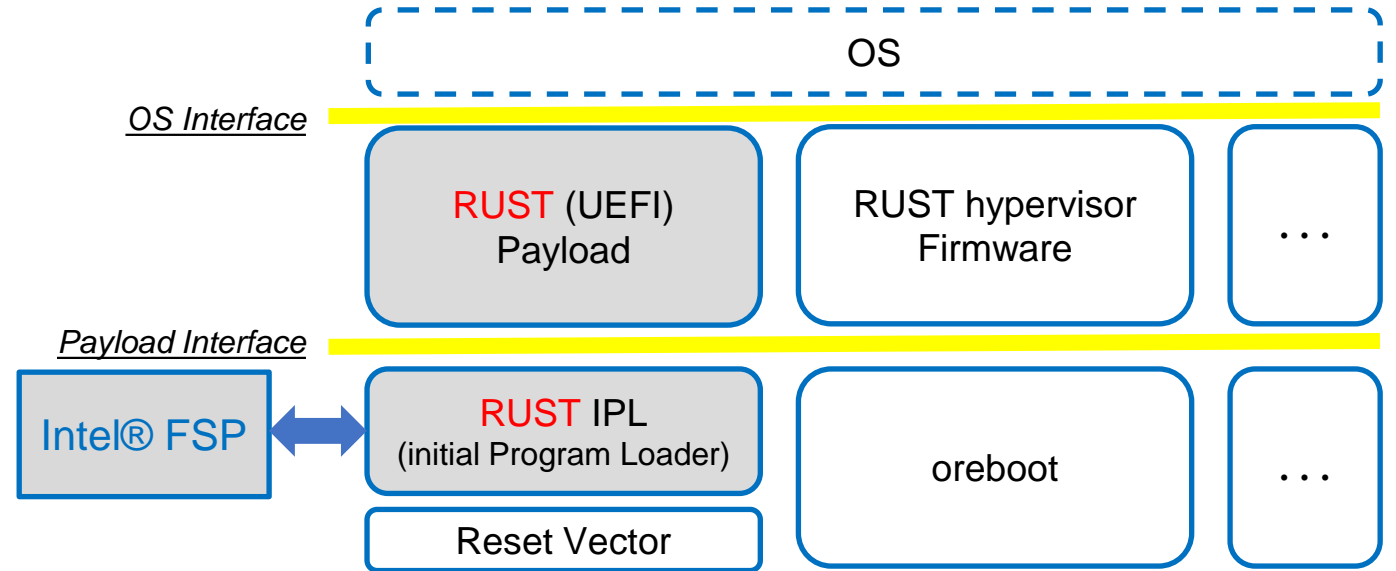 OS
OS Interface
RUST (UEFI)
Payload
RUST hypervisor
Firmware
...
Payload Interface
Intel® FSP
RUST IPL
(initial Program Loader)
oreboot
...
Reset Vector